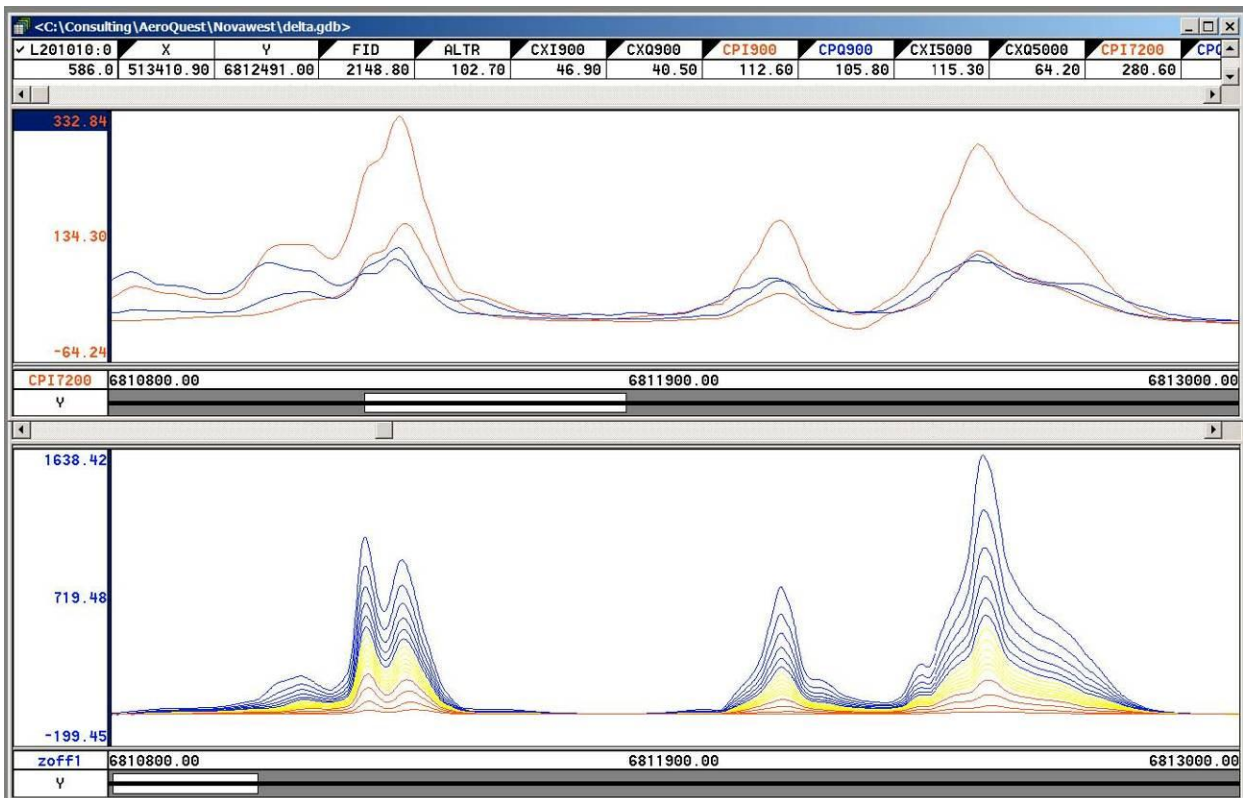 <C:\Consulting\AeroQuest\Novawest\delta.gdb>
✓ L201010:0 X Y FID ALTR CXI900 CXQ900 CPI900 CPQ900 CXI5000 CXQ5000 CPI7200
586.0 513410.90 6812491.00 2148.80 102.70 46.90 40.50 112.60 105.80 115.30 64.20 280.60
332.84
134.30
-64.24
CPI7200 6810800.00 6811900.00 6813000.00
Y
1638.42
719.48
-199.45
zoff1 6810800.00 6811900.00 6813000.00
Y